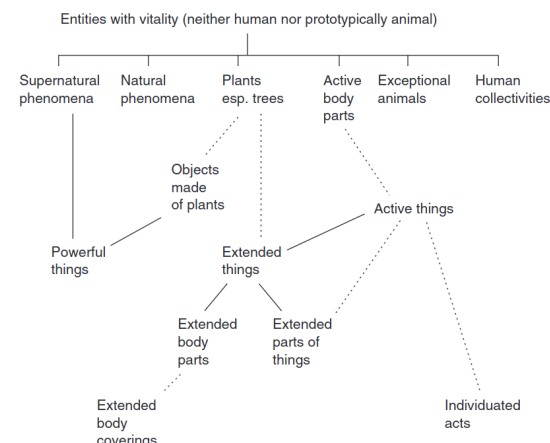 Entities with vitality (neither human nor prototypically animal)
Supernatural
phenomena
Natural
phenomena
Plants
esp. trees
Active
body
parts
Exceptional
animals
Human
collectivities
Objects
made
of plants
Active things
Powerful
things
Extended
things
Extended
body
parts
Extended
parts of
things
Extended
body
coverings
Individuated
acts